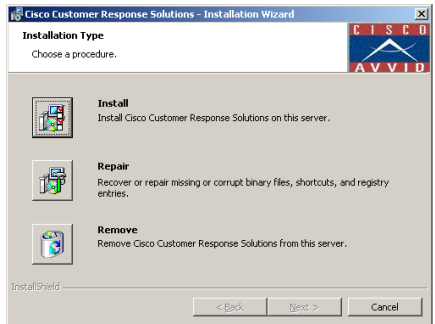 Cisco Customer Response Solutions - Installation Wizard
Installation Type
Choose a procedure.
CISCO
AVVID
Install
Install Cisco Customer Response Solutions on this server.
Repair
Recover or repair missing or corrupt binary files, shortcuts, and registry
entries.
Remove
Remove Cisco Customer Response Solutions from this server.
InstallShield
< Back
Next >
Cancel